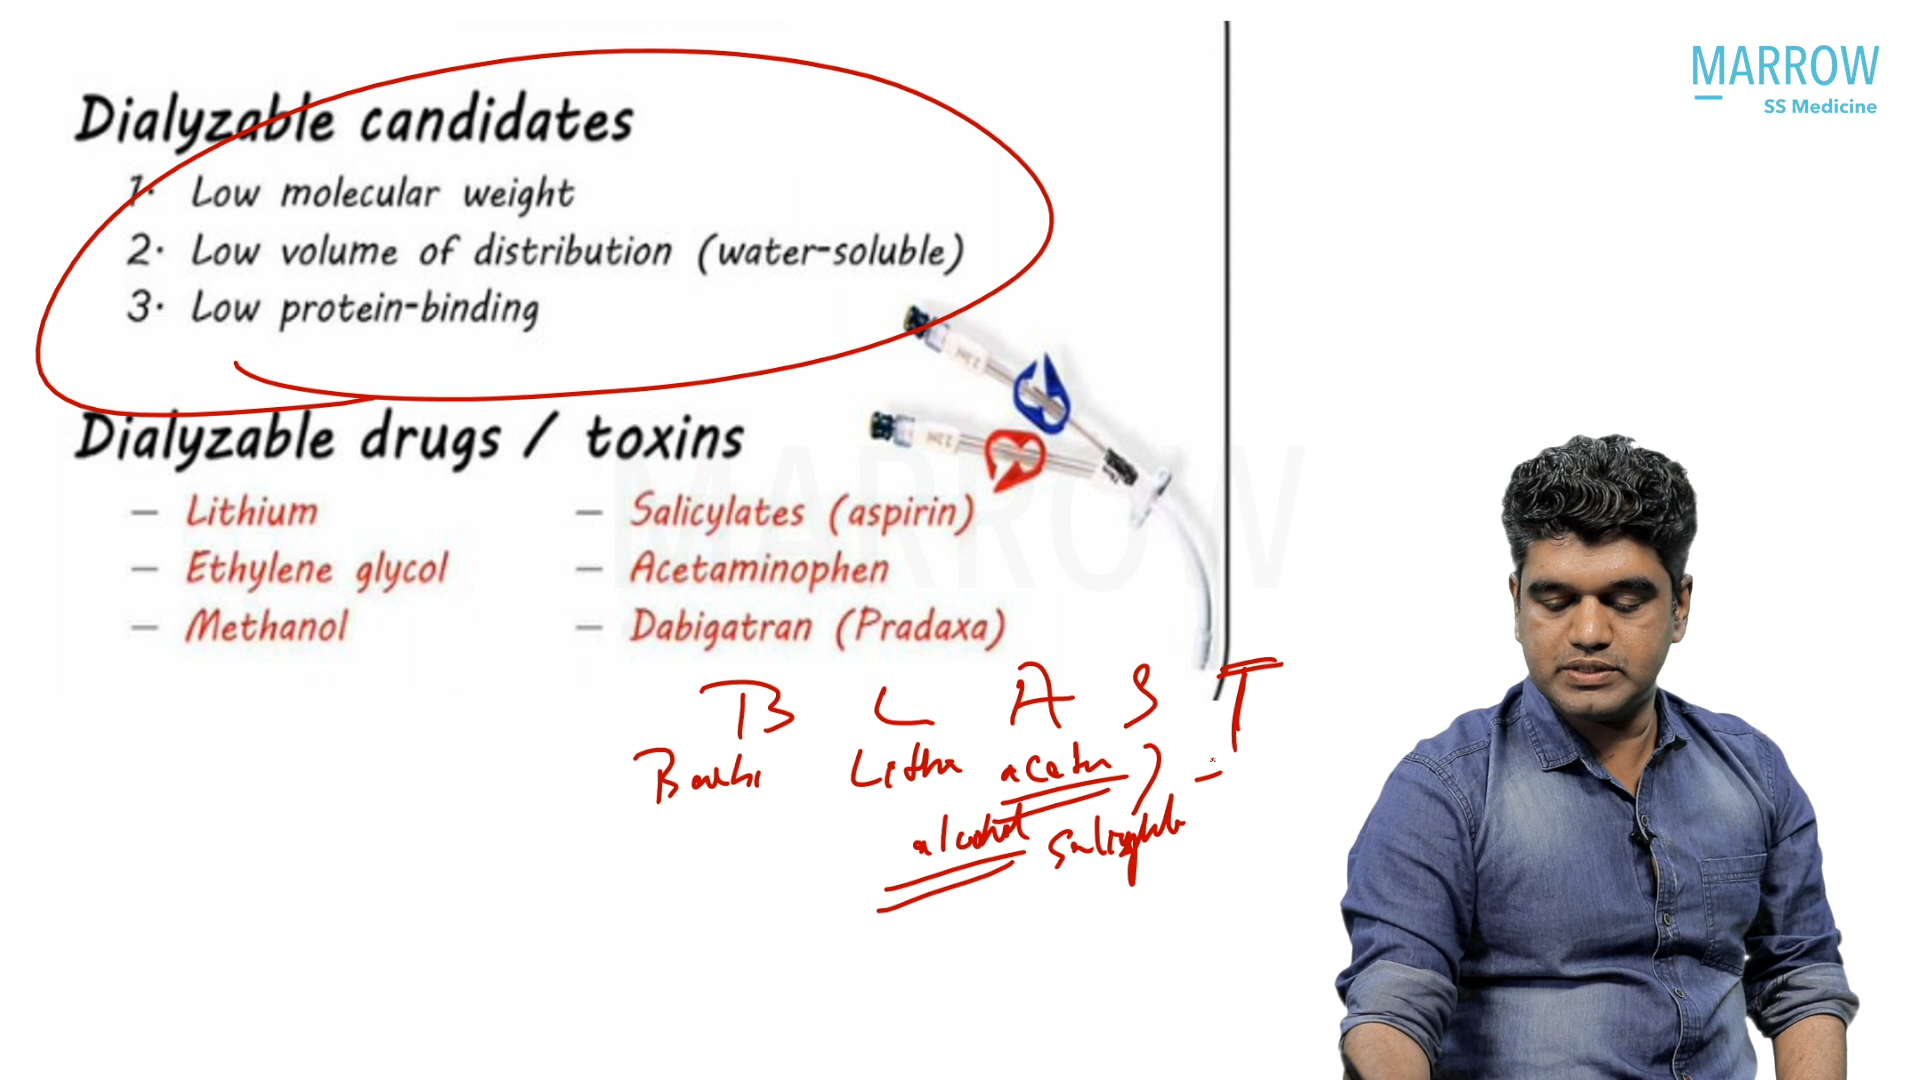 MARROW
SS Medicine
Dialyzable candidates
1. Low molecular weight
2. Low volume of distribution (water-soluble)
3. Low protein-binding
Dialyzable drugs / toxins
– Lithium – Salicylates (aspirin)
– Ethylene glycol – Acetaminophen
– Methanol – Dabigatran (Pradaxa)
MARROW
B L A S T
alcohol